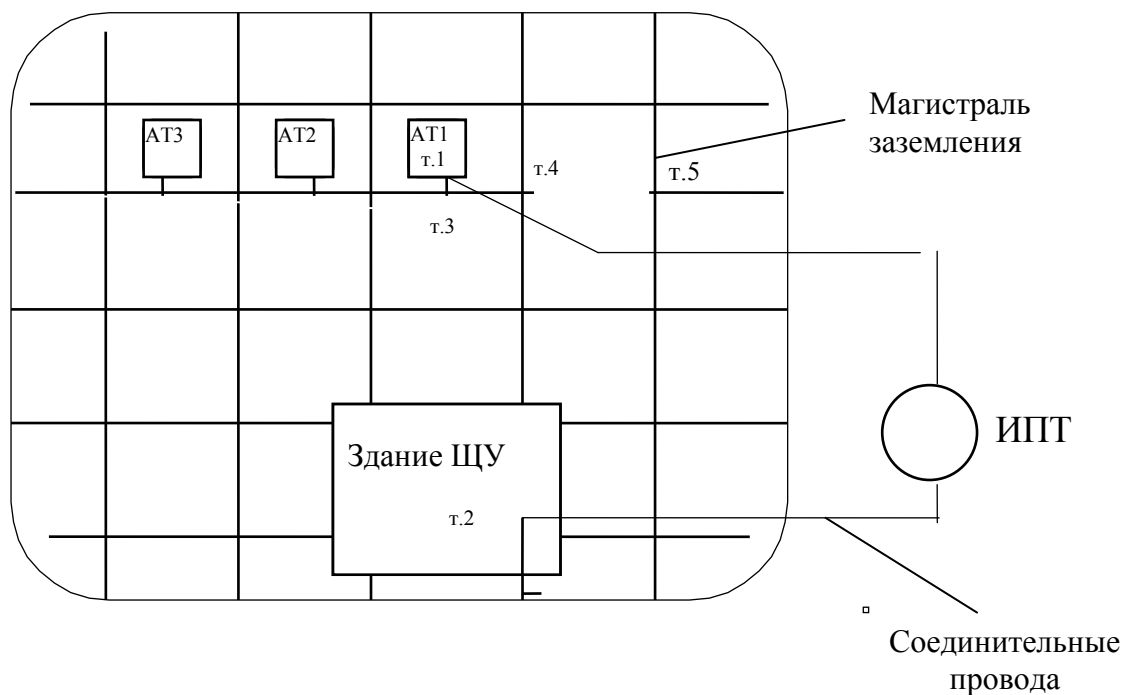 Магистраль
заземления
АТ3
АТ2
АТ1
т.1
т.4
т.5
т.3
ИПТ
Здание ЩУ
т.2
Соединительные
провода